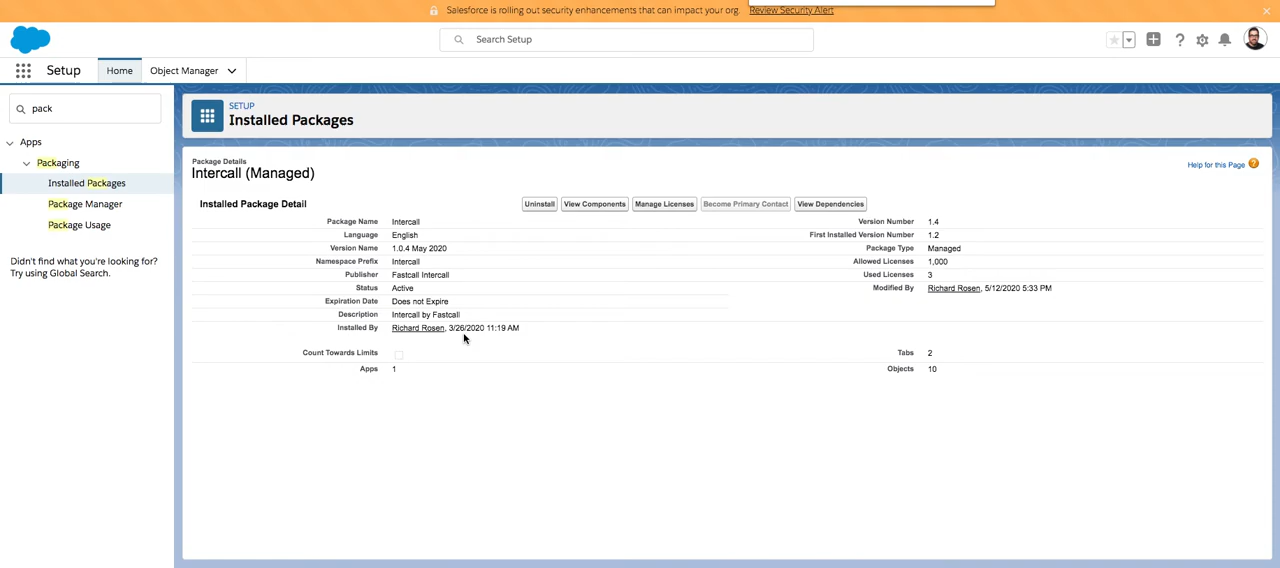 Salesforce is rolling out security enhancements that can impact your org. Review Security Alert
Search Setup
Setup Home Object Manager
pack
Apps
Packaging
Installed Packages
Package Manager
Package Usage
Didn't find what you're looking for?
Try using Global Search.
SETUP
Installed Packages
Package Details
Intercall (Managed)
Help for this Page
Installed Package Detail
Uninstall View Components Manage Licenses Become Primary Contact View Dependencies
Package Name Intercall Version Number 1.4
Language English First Installed Version Number 1.2
Version Name 1.0.4 May 2020 Package Type Managed
Namespace Prefix Intercall Allowed Licenses 1,000
Publisher Fastcall Intercall Used Licenses 3
Status Active Modified By Richard Rosen, 5/12/2020 5:33 PM
Expiration Date Does not Expire
Description Intercall by Fastcall
Installed By Richard Rosen, 3/26/2020 11:19 AM
Count Towards Limits Tabs 2
Apps 1 Objects 10